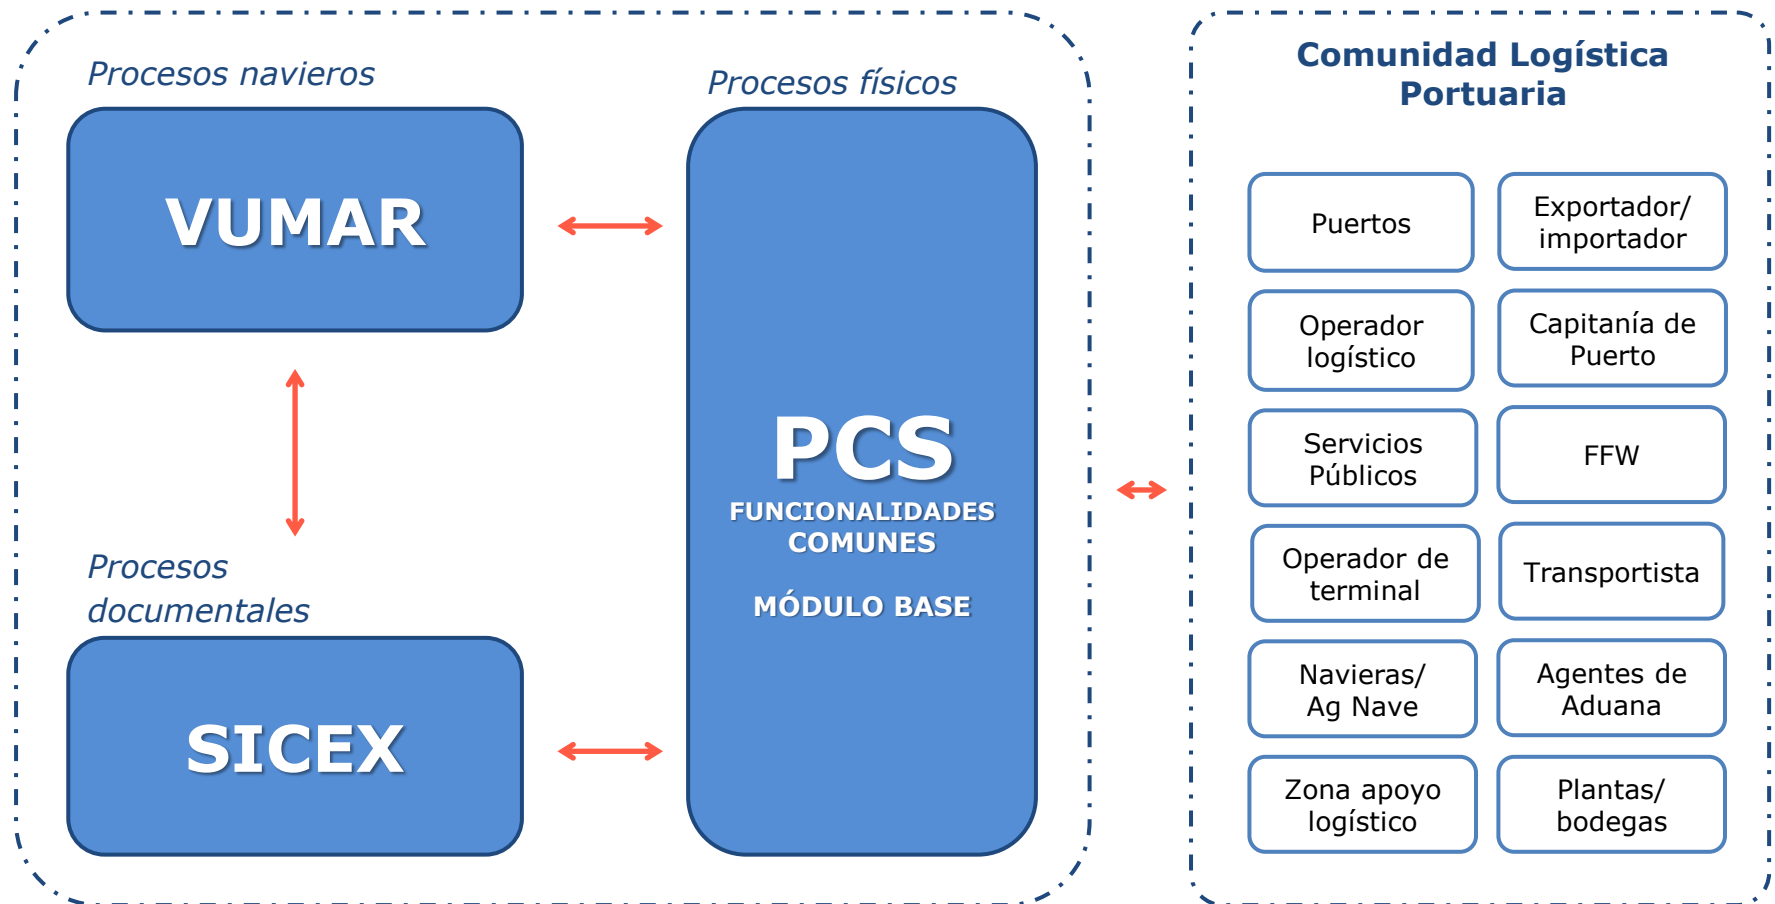 Procesos navieros
VUMAR
Procesos físicos
PCS
FUNCIONALIDADES
COMUNES
MÓDULO BASE
Procesos
documentales
SICEX
Comunidad Logística
Portuaria
Puertos
Exportador/
importador
Operador
logístico
Capitanía de
Puerto
Servicios
Públicos
FFW
Operador de
terminal
Transportista
Navieras/
Ag Nave
Agentes de
Aduana
Zona apoyo
logístico
Plantas/
bodegas